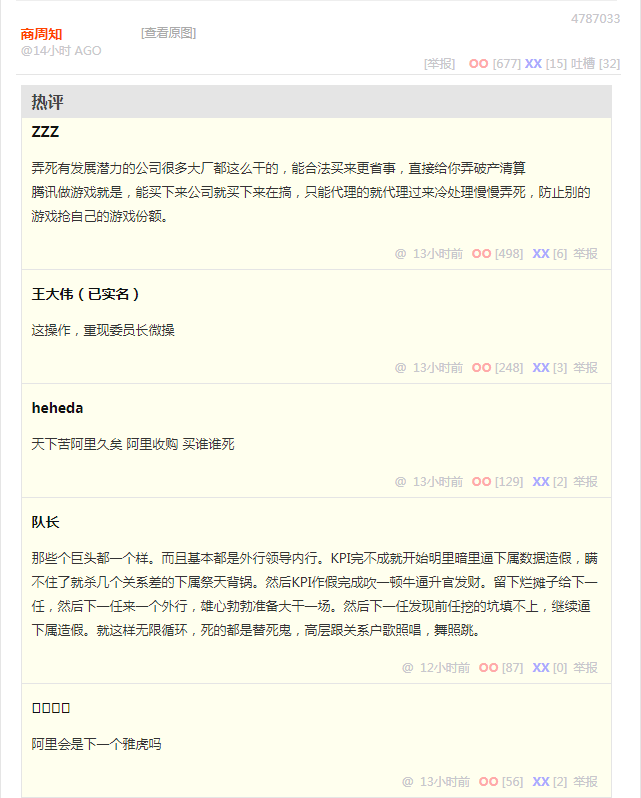 4787033
商周知 [查看原图]
@14小时 AGO
[举报] OO [677] XX [15] 吐槽 [32]
热评
ZZZ
弄死有发展潜力的公司很多大厂都这么干的，能合法买来更省事，直接给你弄破产清算
腾讯做游戏就是，能买下来公司就买下来在搞，只能代理的就代理过来冷处理慢慢弄死，防止别的
游戏抢自己的游戏份额。
@ 13小时前 OO [498] XX [6] 举报
王大伟（已实名）
这操作，重现委员长微操
@ 13小时前 OO [248] XX [3] 举报
heheda
天下苦阿里久矣 阿里收购 买谁谁死
@ 13小时前 OO [129] XX [2] 举报
队长
那些个巨头都一个样。而且基本都是外行领导内行。KPI完不成就开始明里暗里逼下属数据造假，瞒
不住了就杀几个关系差的下属祭天背锅。然后KPI作假完成吹一顿牛逼升官发财。留下烂摊子给下一
任，然后下一任来一个外行，雄心勃勃准备大干一场。然后下一任发现前任挖的坑填不上，继续逼
下属造假。就这样无限循环，死的都是替死鬼，高层跟关系户歌照唱，舞照跳。
@ 12小时前 OO [87] XX [0] 举报
阿里会是下一个雅虎吗
@ 13小时前 OO [56] XX [2] 举报